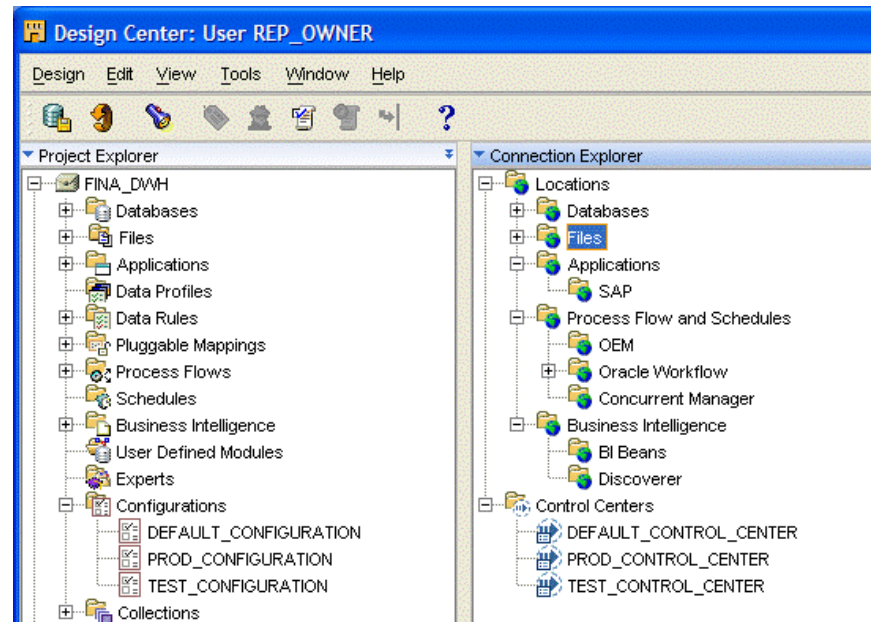 Design Center: User REP_OWNER
Design Edit View Tools Window Help
?
Project Explorer
FINA_DWH
Databases
Files
Applications
Data Profiles
Data Rules
Pluggable Mappings
Process Flows
Schedules
Business Intelligence
User Defined Modules
Experts
Configurations
DEFAULT_CONFIGURATION
PROD_CONFIGURATION
TEST_CONFIGURATION
Collections
Connection Explorer
Locations
Databases
Files
Applications
SAP
Process Flow and Schedules
OEM
Oracle Workflow
Concurrent Manager
Business Intelligence
BI Beans
Discoverer
Control Centers
DEFAULT_CONTROL_CENTER
PROD_CONTROL_CENTER
TEST_CONTROL_CENTER